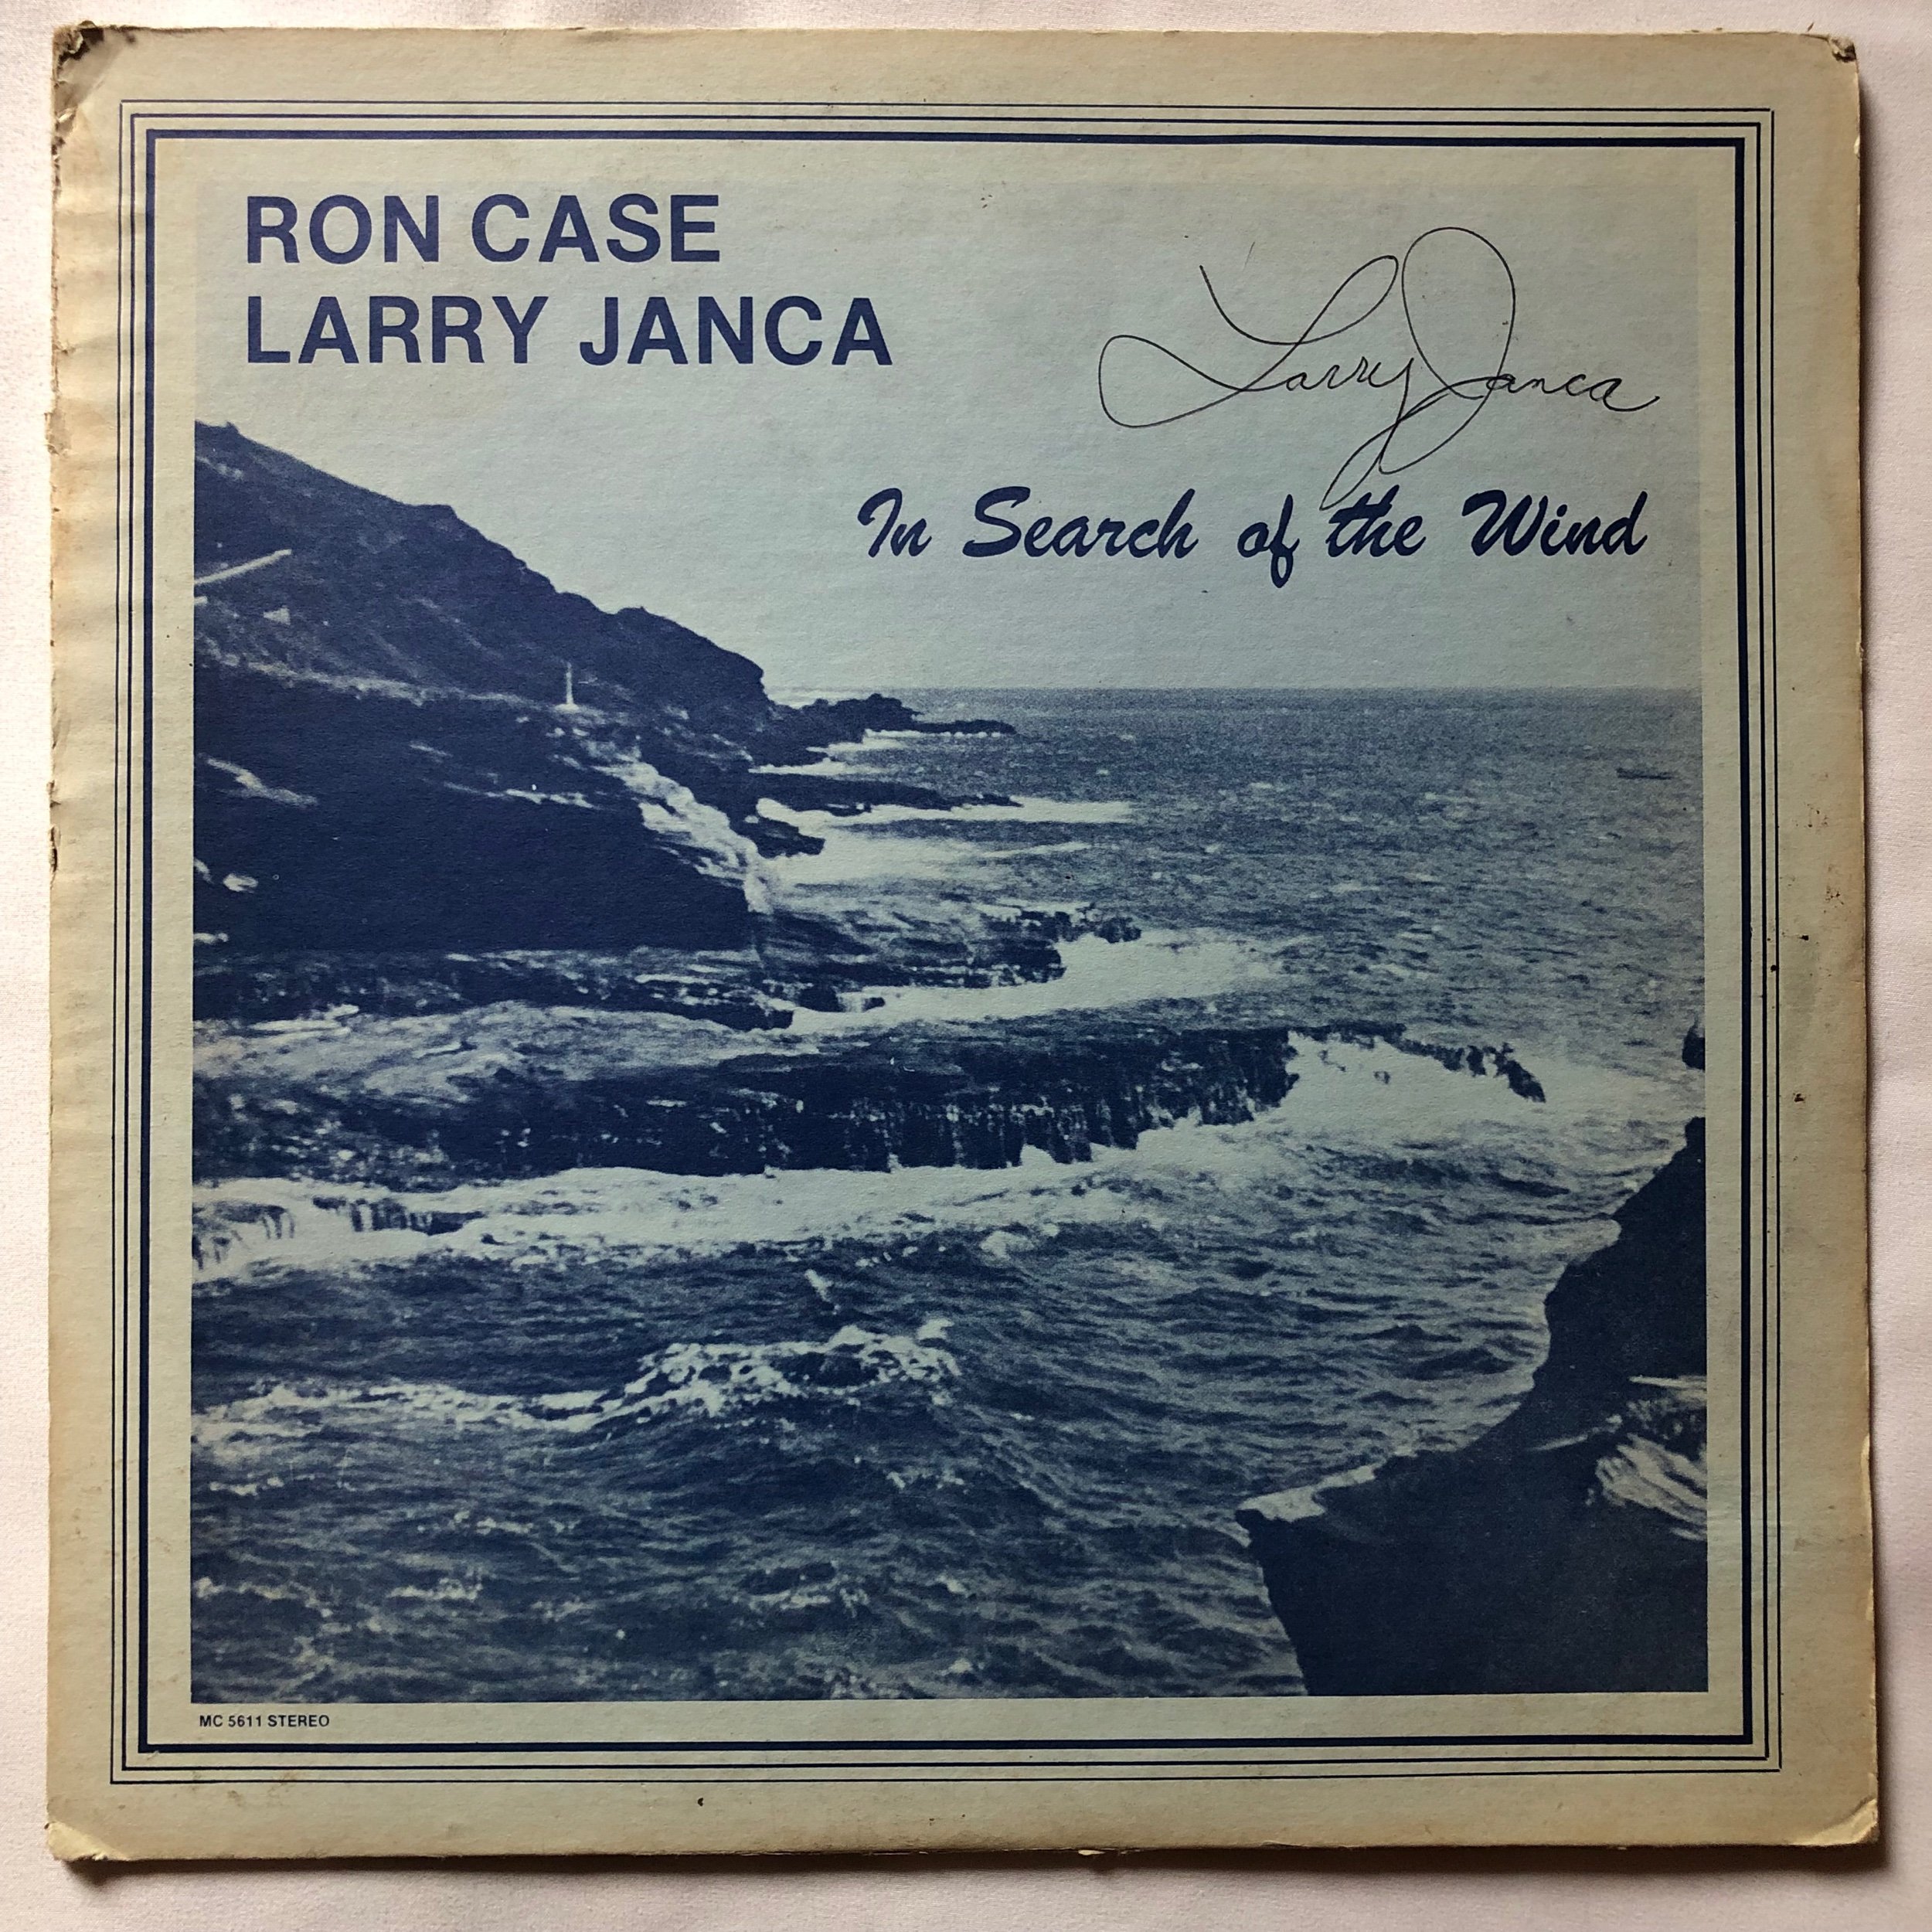 RON CASE
LARRY JANCA
Larry Janca
In Search of the Wind
MC 5611 STEREO